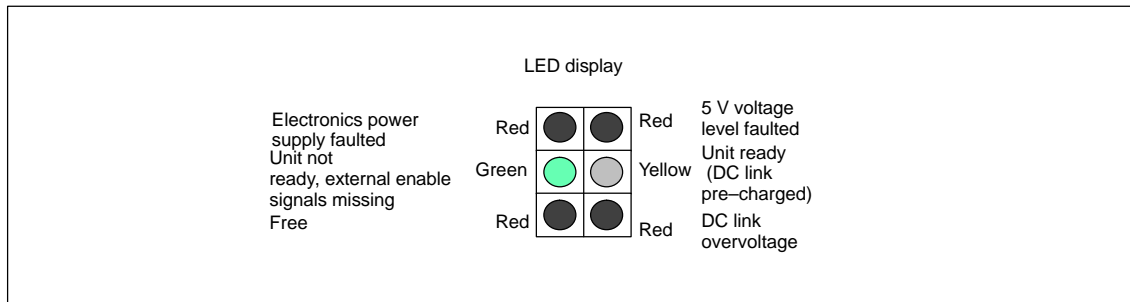 LED display
Electronics power
supply faulted
Unit not
ready, external enable
signals missing
Free
Red
Green
Red
Red
Yellow
Red
5 V voltage
level faulted
Unit ready
(DC link
pre–charged)
DC link
overvoltage